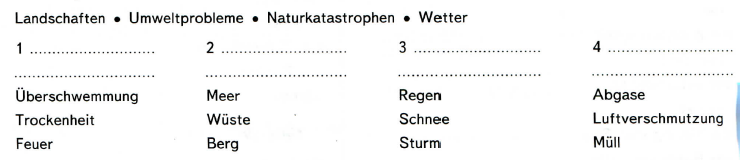 Landschaften • Umweltprobleme • Naturkatastrophen • Wetter
1 ............................ 2 ............................ 3 ............................ 4 ............................
............................ ............................ ............................ ............................
Überschwemmung Meer Regen Abgase
Trockenheit Wüste Schnee Luftverschmutzung
Feuer Berg Sturm Müll